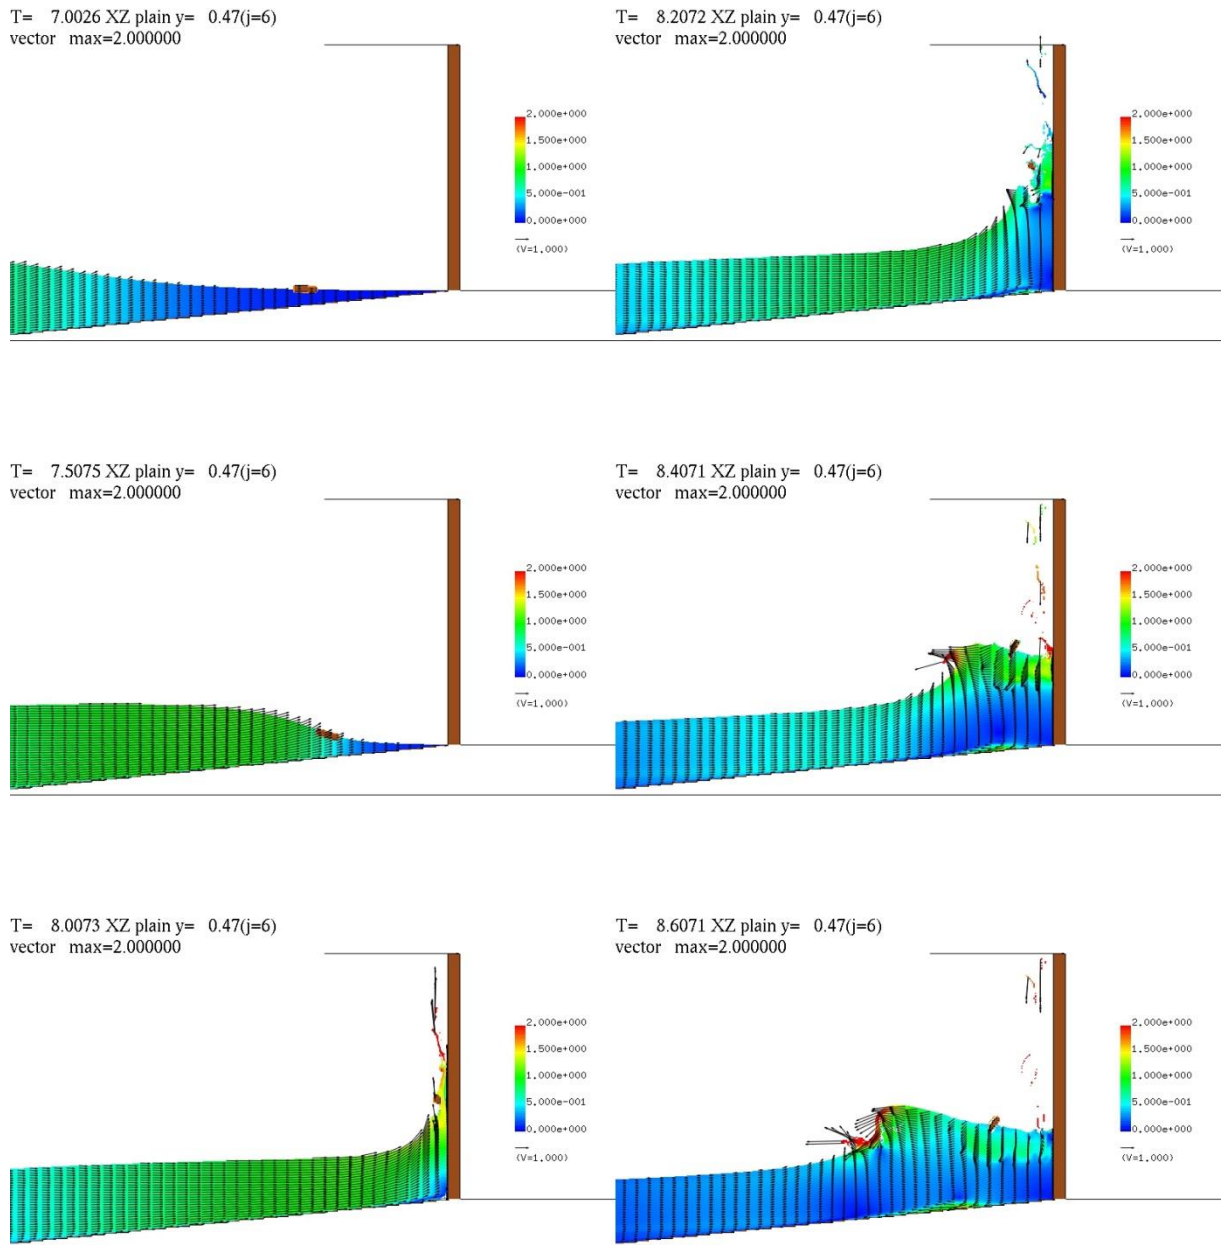 T=    7.0026 XZ plain y=   0.47(j=6)
vector   max=2.000000
2.000e+000
1.500e+000
1.000e+000
5.000e-001
0.000e+000
(V=1.000)
T=    8.2072 XZ plain y=   0.47(j=6)
vector   max=2.000000
2.000e+000
1.500e+000
1.000e+000
5.000e-001
0.000e+000
(V=1.000)
T=    7.5075 XZ plain y=   0.47(j=6)
vector   max=2.000000
2.000e+000
1.500e+000
1.000e+000
5.000e-001
0.000e+000
(V=1.000)
T=    8.4071 XZ plain y=   0.47(j=6)
vector   max=2.000000
2.000e+000
1.500e+000
1.000e+000
5.000e-001
0.000e+000
(V=1.000)
T=    8.0073 XZ plain y=   0.47(j=6)
vector   max=2.000000
2.000e+000
1.500e+000
1.000e+000
5.000e-001
0.000e+000
(V=1.000)
T=    8.6071 XZ plain y=   0.47(j=6)
vector   max=2.000000
2.000e+000
1.500e+000
1.000e+000
5.000e-001
0.000e+000
(V=1.000)